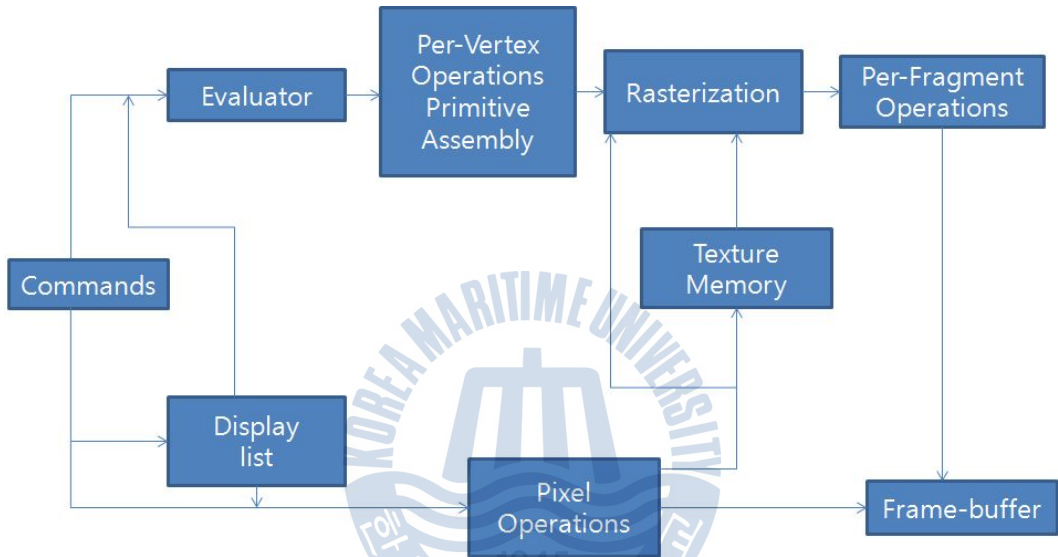 Evaluator
Per-Vertex
Operations
Primitive
Assembly
Rasterization
Per-Fragment
Operations
Commands
Texture
Memory
KOREA MARITIME UNIVERSITY
Display
list
Pixel
Operations
Frame-buffer